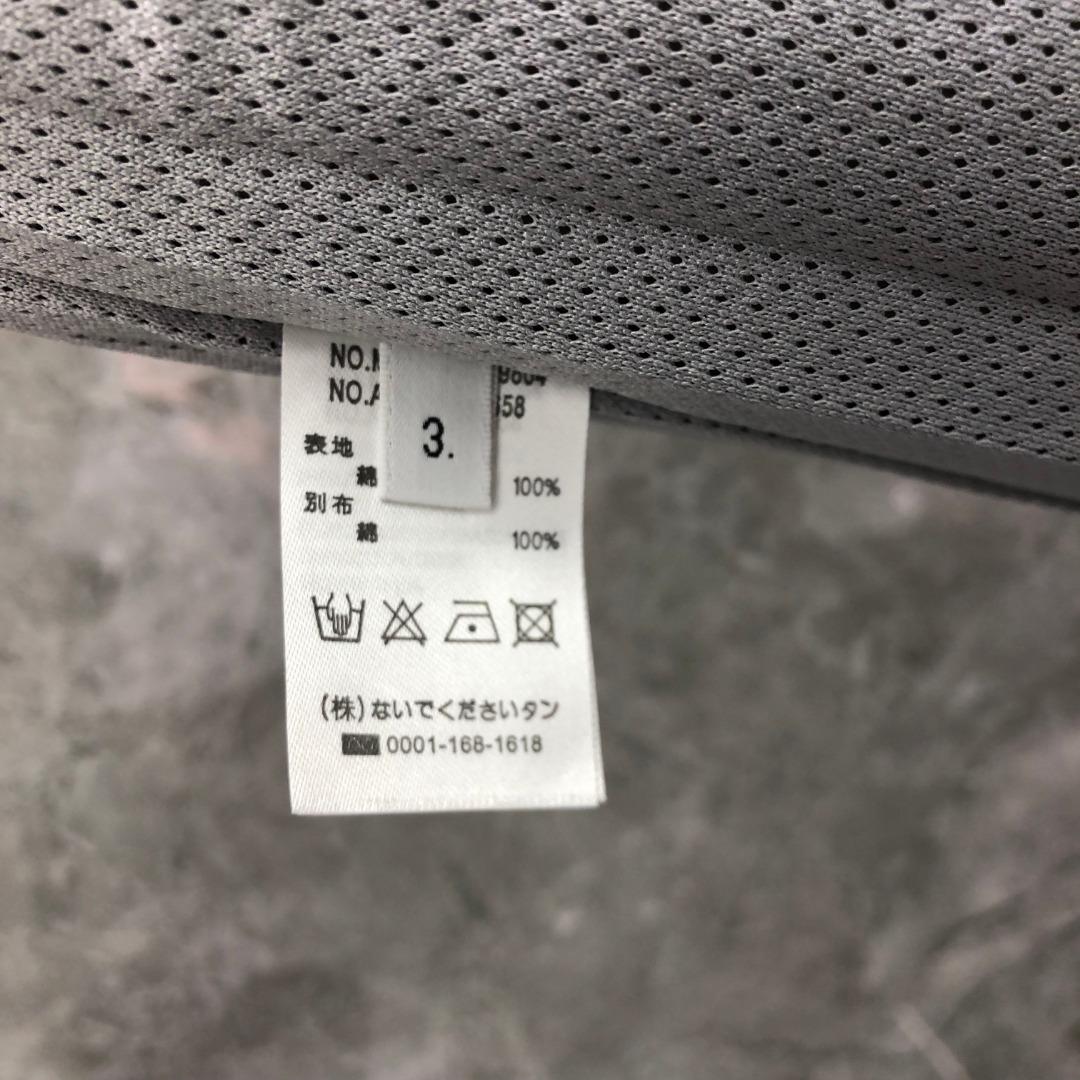 NO.
NO.A
58
3.
表地
綿 100%
別布
綿 100%
(株)ないでくださいタン
0001-168-1618